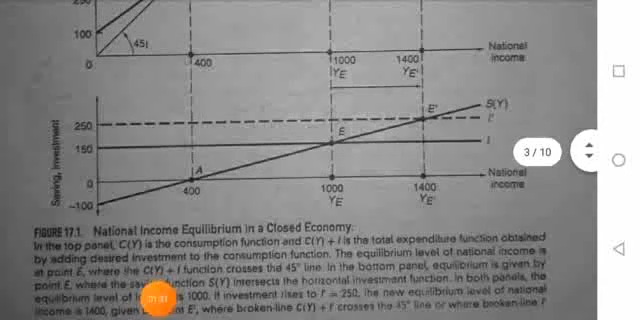 250
100
45
0
400
1000
1400
National
income
Y_E
Y_E'
S(Y)
E'
I'
250
E
150
I
3 / 10
Saving, Investment
A
0
400
1000
1400
National
income
-100
Y_E
Y_E'
FIGURE 17.1. National Income Equilibrium in a Closed Economy.
In the top panel, C(Y) is the consumption function and C(Y) + I is the total expenditure function obtained
by adding desired investment to the consumption function. The equilibrium level of national income is
at point E, where the C(Y) + I function crosses the 45° line. In the bottom panel, equilibrium is given by
point E, where the function S(Y) intersects the horizontal investment function. In both panels, the
equilibrium level of is 1000. If investment rises to I' = 250, the new equilibrium level of national
income is 1400, given E', where broken-line C(Y) + I' crosses the 45° line or where broken-line I'